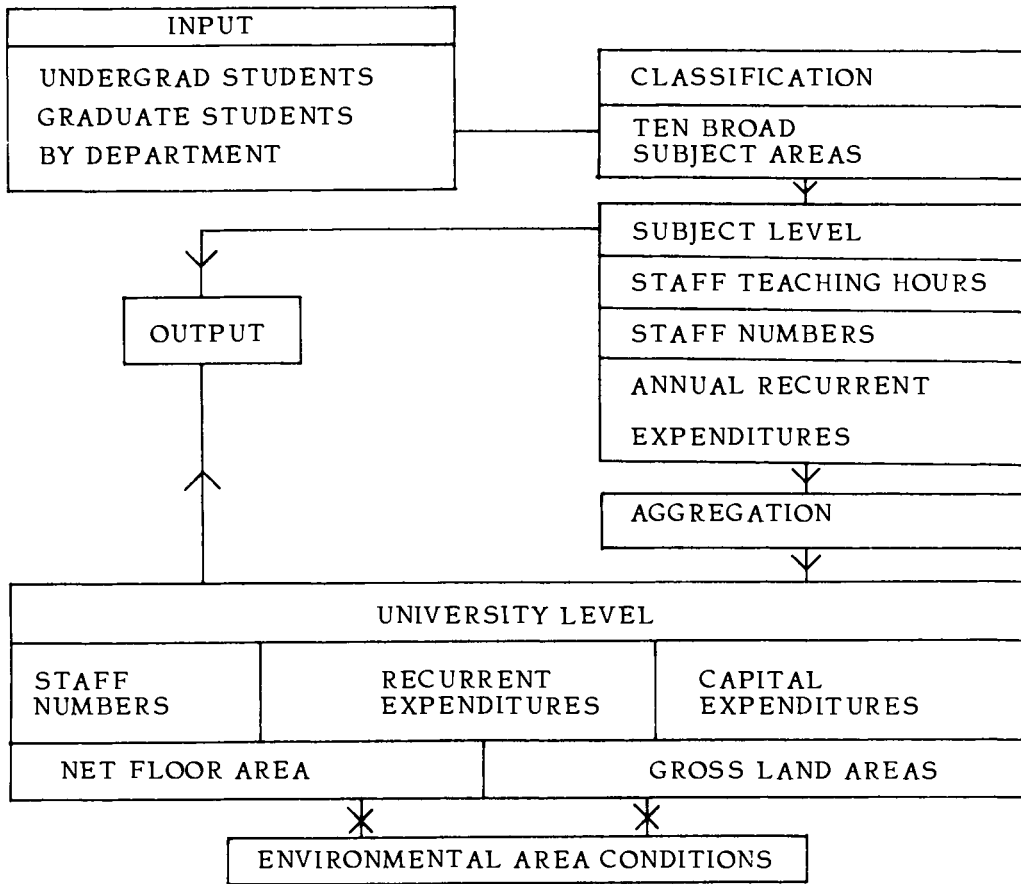 INPUT
UNDERGRAD STUDENTS
GRADUATE STUDENTS
BY DEPARTMENT
CLASSIFICATION
TEN BROAD
SUBJECT AREAS
SUBJECT LEVEL
STAFF TEACHING HOURS
STAFF NUMBERS
ANNUAL RECURRENT
EXPENDITURES
OUTPUT
AGGREGATION
UNIVERSITY LEVEL
STAFF
NUMBERS
RECURRENT
EXPENDITURES
CAPITAL
EXPENDITURES
NET FLOOR AREA
GROSS LAND AREAS
ENVIRONMENTAL AREA CONDITIONS